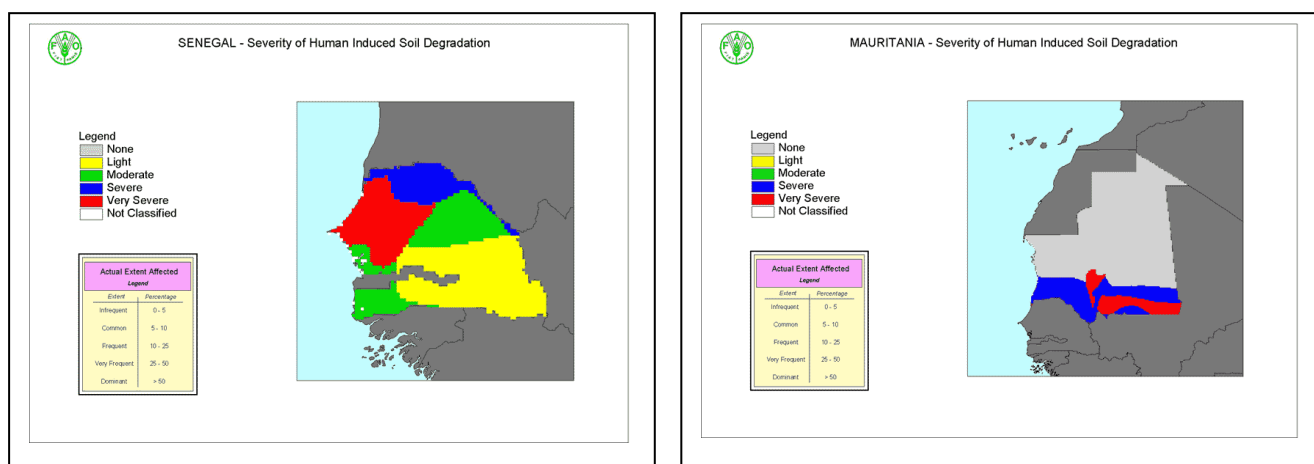 SENEGAL - Severity of Human Induced Soil Degradation
Legend
None
Light
Moderate
Severe
Very Severe
Not Classified
Actual Extent Affected
Legend
Extent Percentage
Infrequent 0 - 5
Common 5 - 10
Frequent 10 - 25
Very Frequent 25 - 50
Dominant > 50
MAURITANIA - Severity of Human Induced Soil Degradation
Legend
None
Light
Moderate
Severe
Very Severe
Not Classified
Actual Extent Affected
Legend
Extent Percentage
Infrequent 0 - 5
Common 5 - 10
Frequent 10 - 25
Very Frequent 25 - 50
Dominant > 50